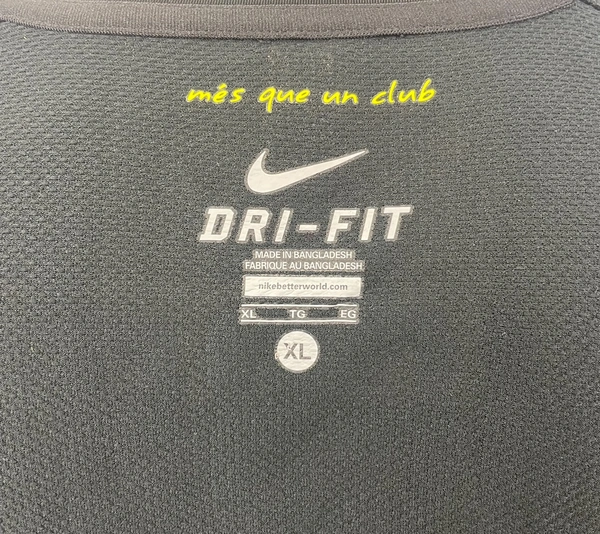 més que un club
DRI-FIT
MADE IN BANGLADESH
FABRIQUE AU BANGLADESH
nikebetterworld.com
XL TG EG
XL